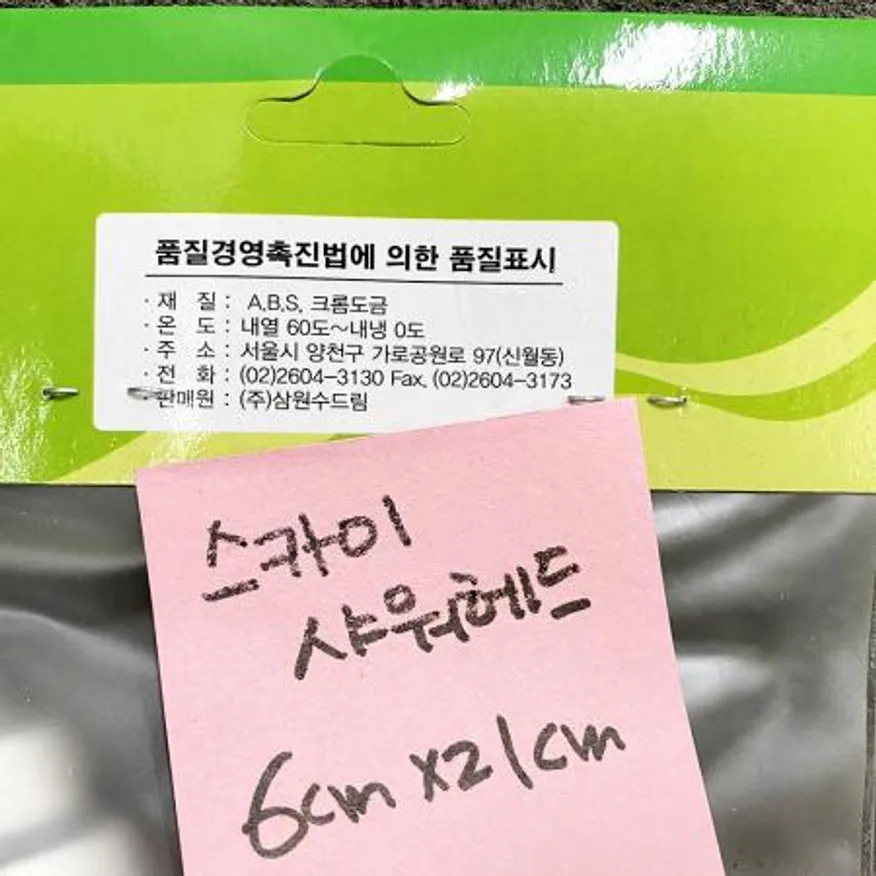 품질경영촉진법에 의한 품질표시
· 재 질 : A.B.S. 크롬도금
· 온 도 : 내열 60도~내냉 0도
· 주 소 : 서울시 양천구 가로공원로 97(신월동)
· 전 화 : (02)2604-3130 Fax. (02)2604-3173
판매원 : (주)삼원수드림
스카이
샤워헤드
6cm x21cm